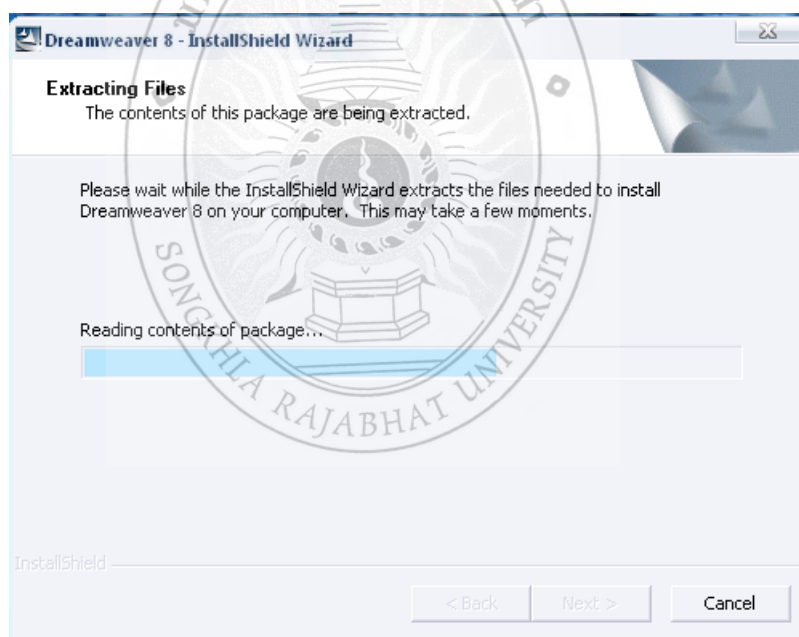 Dreamweaver 8 - InstallShield Wizard
Extracting Files
The contents of this package are being extracted.
Please wait while the InstallShield Wizard extracts the files needed to install
Dreamweaver 8 on your computer. This may take a few moments.
Reading contents of package...
SONGKHLA RAJABHAT UNIVERSITY
InstallShield
< Back
Next >
Cancel